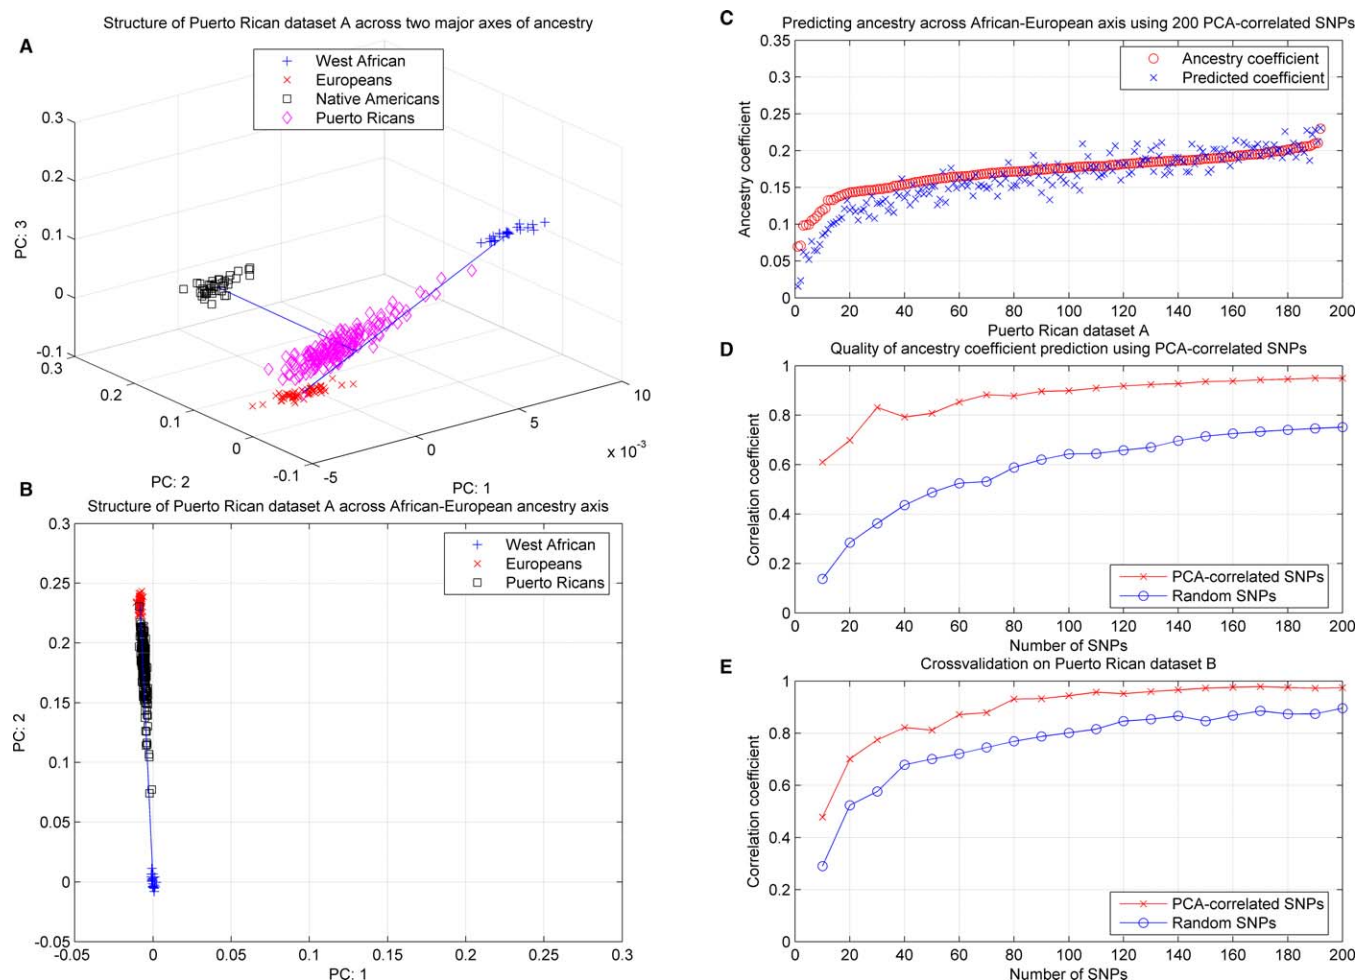 A
Structure of Puerto Rican dataset A across two major axes of ancestry
West African
Europeans
Native Americans
Puerto Ricans
PC: 3
0.3
0.2
0.1
0
-0.1
0.3
0.2
0.1
0
-0.1
PC: 2
-5
0
5
10
x 10⁻³
PC: 1
B
Structure of Puerto Rican dataset A across African-European ancestry axis
West African
Europeans
Puerto Ricans
PC: 2
0.3
0.25
0.2
0.15
0.1
0.05
0
-0.05
-0.05 0 0.05 0.1 0.15 0.2 0.25 0.3
PC: 1
C
Predicting ancestry across African-European axis using 200 PCA-correlated SNPs
Ancestry coefficient
Predicted coefficient
Ancestry coefficient
0.35
0.3
0.25
0.2
0.15
0.1
0.05
0
0 20 40 60 80 100 120 140 160 180 200
Puerto Rican dataset A
D
Quality of ancestry coefficient prediction using PCA-correlated SNPs
Correlation coefficient
1
0.8
0.6
0.4
0.2
0
PCA-correlated SNPs
Random SNPs
0 20 40 60 80 100 120 140 160 180 200
Number of SNPs
E
Crossvalidation on Puerto Rican dataset B
Correlation coefficient
1
0.8
0.6
0.4
0.2
0
PCA-correlated SNPs
Random SNPs
0 20 40 60 80 100 120 140 160 180 200
Number of SNPs